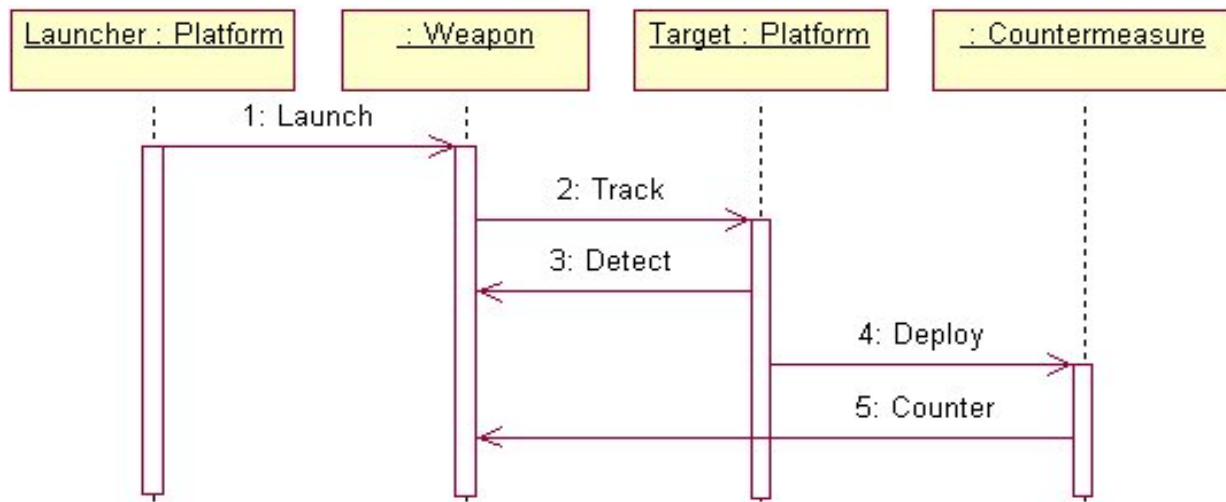 Launcher : Platform
: Weapon
Target : Platform
: Countermeasure
1: Launch
2: Track
3: Detect
4: Deploy
5: Counter